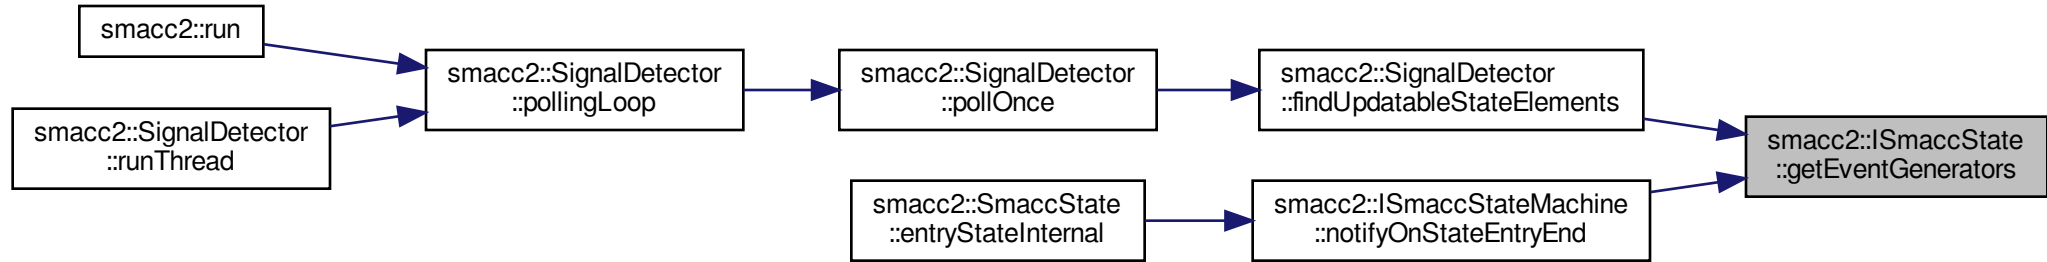 smacc2::run
smacc2::SignalDetector
::runThread
smacc2::SignalDetector
::pollingLoop
smacc2::SignalDetector
::pollOnce
smacc2::SmaccState
::entryStateInternal
smacc2::SignalDetector
::findUpdatableStateElements
smacc2::ISmaccStateMachine
::notifyOnStateEntryEnd
smacc2::ISmaccState
::getEventGenerators